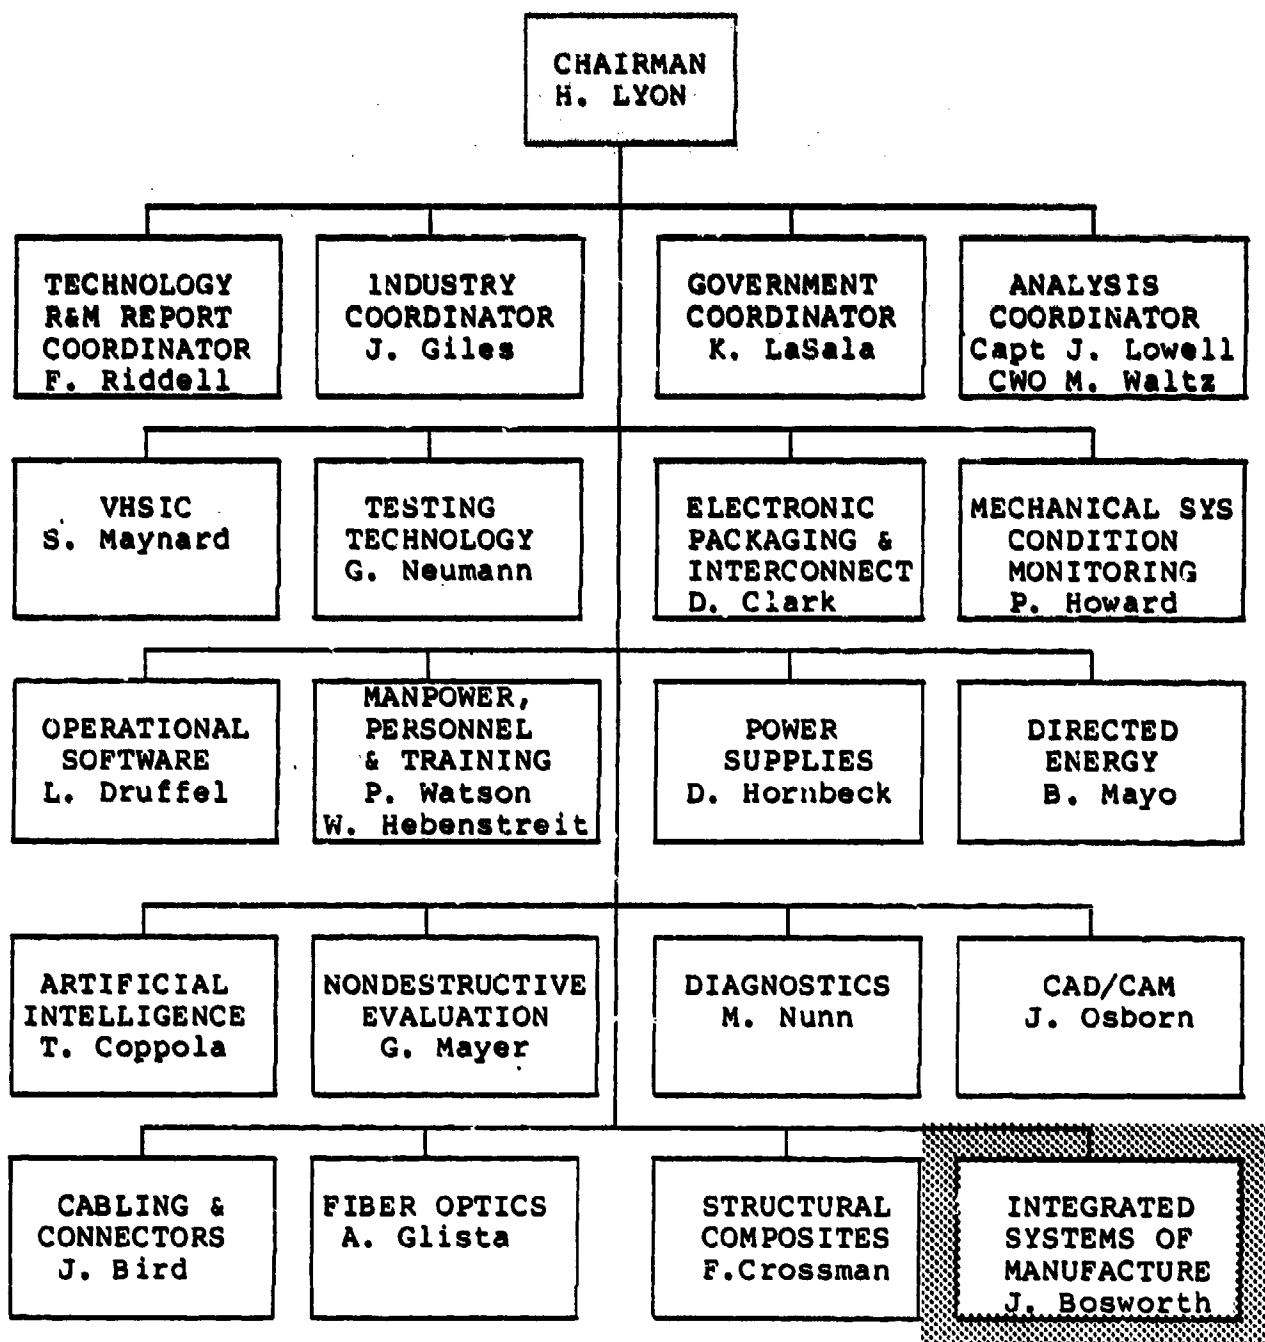 CHAIRMAN
H. LYON
TECHNOLOGY
R&M REPORT
COORDINATOR
F. Riddell
INDUSTRY
COORDINATOR
J. Giles
GOVERNMENT
COORDINATOR
K. LaSala
ANALYSIS
COORDINATOR
Capt J. Lowell
CWO M. Waltz
VHSIC
S. Maynard
TESTING
TECHNOLOGY
G. Neumann
ELECTRONIC
PACKAGING &
INTERCONNECT
D. Clark
MECHANICAL SYS
CONDITION
MONITORING
P. Howard
OPERATIONAL
SOFTWARE
L. Druffel
MANPOWER,
PERSONNEL
& TRAINING
P. Watson
W. Hebenstreit
POWER
SUPPLIES
D. Hornbeck
DIRECTED
ENERGY
B. Mayo
ARTIFICIAL
INTELLIGENCE
T. Coppola
NONDESTRUCTIVE
EVALUATION
G. Mayer
DIAGNOSTICS
M. Nunn
CAD/CAM
J. Osborn
CABLING &
CONNECTORS
J. Bird
FIBER OPTICS
A. Glista
STRUCTURAL
COMPOSITES
F.Crossman
INTEGRATED
SYSTEMS OF
MANUFACTURE
J. Bosworth